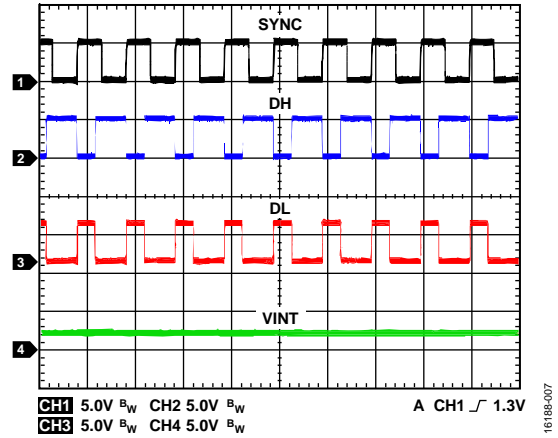 SYNC
1
DH
2
DL
3
VINT
4
CH1 5.0V BW CH2 5.0V BW A CH1 1.3V
CH3 5.0V BW CH4 5.0V BW
16188-007